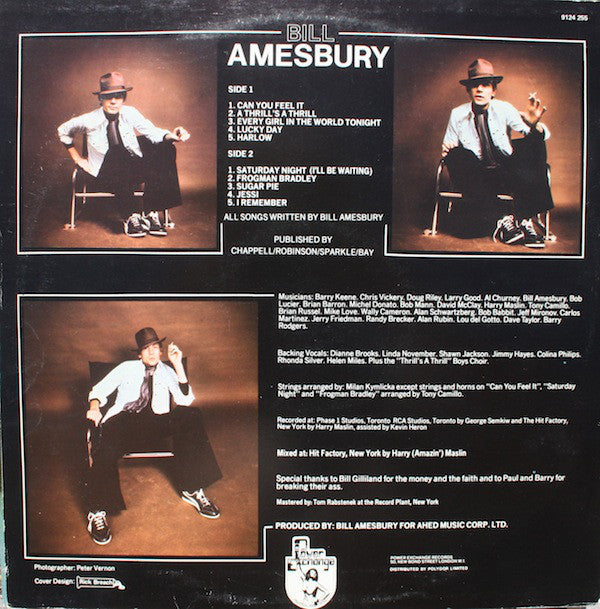 9124 255
BILL
AMESBURY
SIDE 1
1. CAN YOU FEEL IT
2. A THRILL'S A THRILL
3. EVERY GIRL IN THE WORLD TONIGHT
4. LUCKY DAY
5. HARLOW
SIDE 2
1. SATURDAY NIGHT (I'LL BE WAITING)
2. FROGMAN BRADLEY
3. SUGAR PIE
4. JESSI
5. I REMEMBER
ALL SONGS WRITTEN BY BILL AMESBURY
PUBLISHED BY
CHAPPELL/ROBINSON/SPARKLE/BAY
Musicians: Barry Keene. Chris Vickery. Doug Riley. Larry Good. Al Churney. Bill Amesbury. Bob
Lucier. Brian Barron. Michel Donato. Bob Mann. David McClay. Harry Maslin. Tony Camillo.
Brian Russel. Mike Love. Wally Cameron. Alan Schwartzberg. Bob Babbit. Jeff Mironov. Carlos
Martinez. Jerry Friedman. Randy Brecker. Alan Rubin. Lou del Gotto. Dave Taylor. Barry
Rodgers.
Backing Vocals: Dianne Brooks. Linda November. Shawn Jackson. Jimmy Hayes. Colina Philips.
Rhonda Silver. Helen Miles. Plus the "Thrill's A Thrill" Boys Choir.
Strings arranged by: Milan Kymlicka except strings and horns on "Can You Feel It", "Saturday
Night" and "Frogman Bradley" arranged by Tony Camillo.
Recorded at: Phase 1 Studios, Toronto RCA Studios, Toronto by George Semkiw and The Hit Factory,
New York by Harry Maslin, assisted by Kevin Heron
Mixed at: Hit Factory, New York by Harry (Amazin') Maslin
Special thanks to Bill Gilliland for the money and the faith and to Paul and Barry for
breaking their ass.
Mastered by: Tom Rabstenek at the Record Plant, New York
PRODUCED BY: BILL AMESBURY FOR AHED MUSIC CORP. LTD.
Photographer: Peter Vernon
Cover Design: Rick Breach
Power
Exchange
POWER EXCHANGE RECORDS
50, NEW BOND STREET LONDON W.1
DISTRIBUTED BY POLYDOR LIMITED